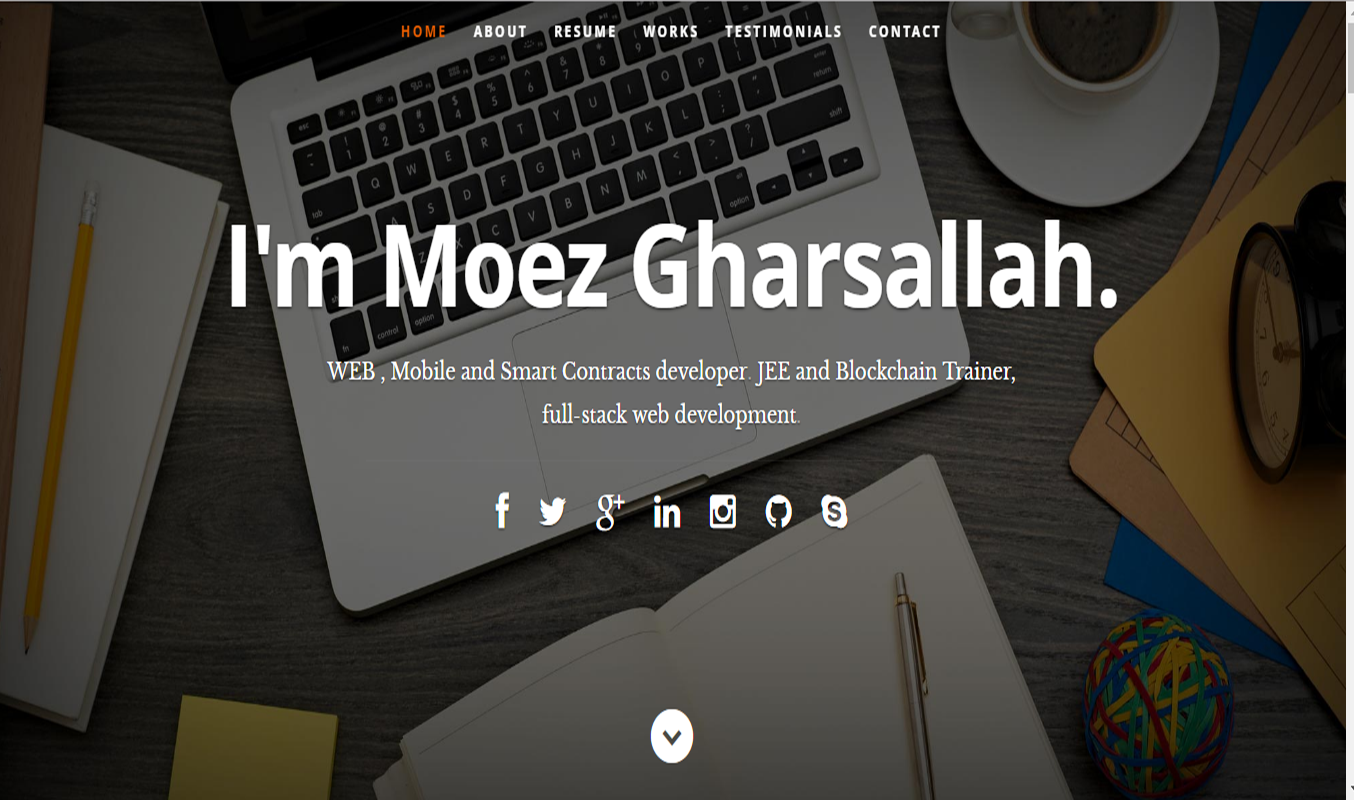 HOME ABOUT RESUME WORKS TESTIMONIALS CONTACT
I'm Moez Gharsallah.
WEB , Mobile and Smart Contracts developer. JEE and Blockchain Trainer,
full-stack web development.